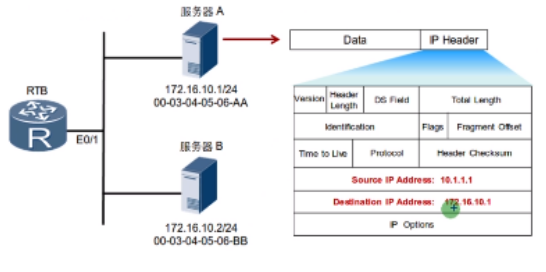 服务器 A
Data
IP Header
172.16.10.1/24
00-03-04-05-06-AA
RTB
R
E0/1
服务器 B
172.16.10.2/24
00-03-04-05-06-BB
Version
Header Length
DS Field
Total Length
Identification
Flags
Fragment Offset
Time to Live
Protocol
Header Checksum
Source IP Address: 10.1.1.1
Destination IP Address: 172.16.10.1
IP Options